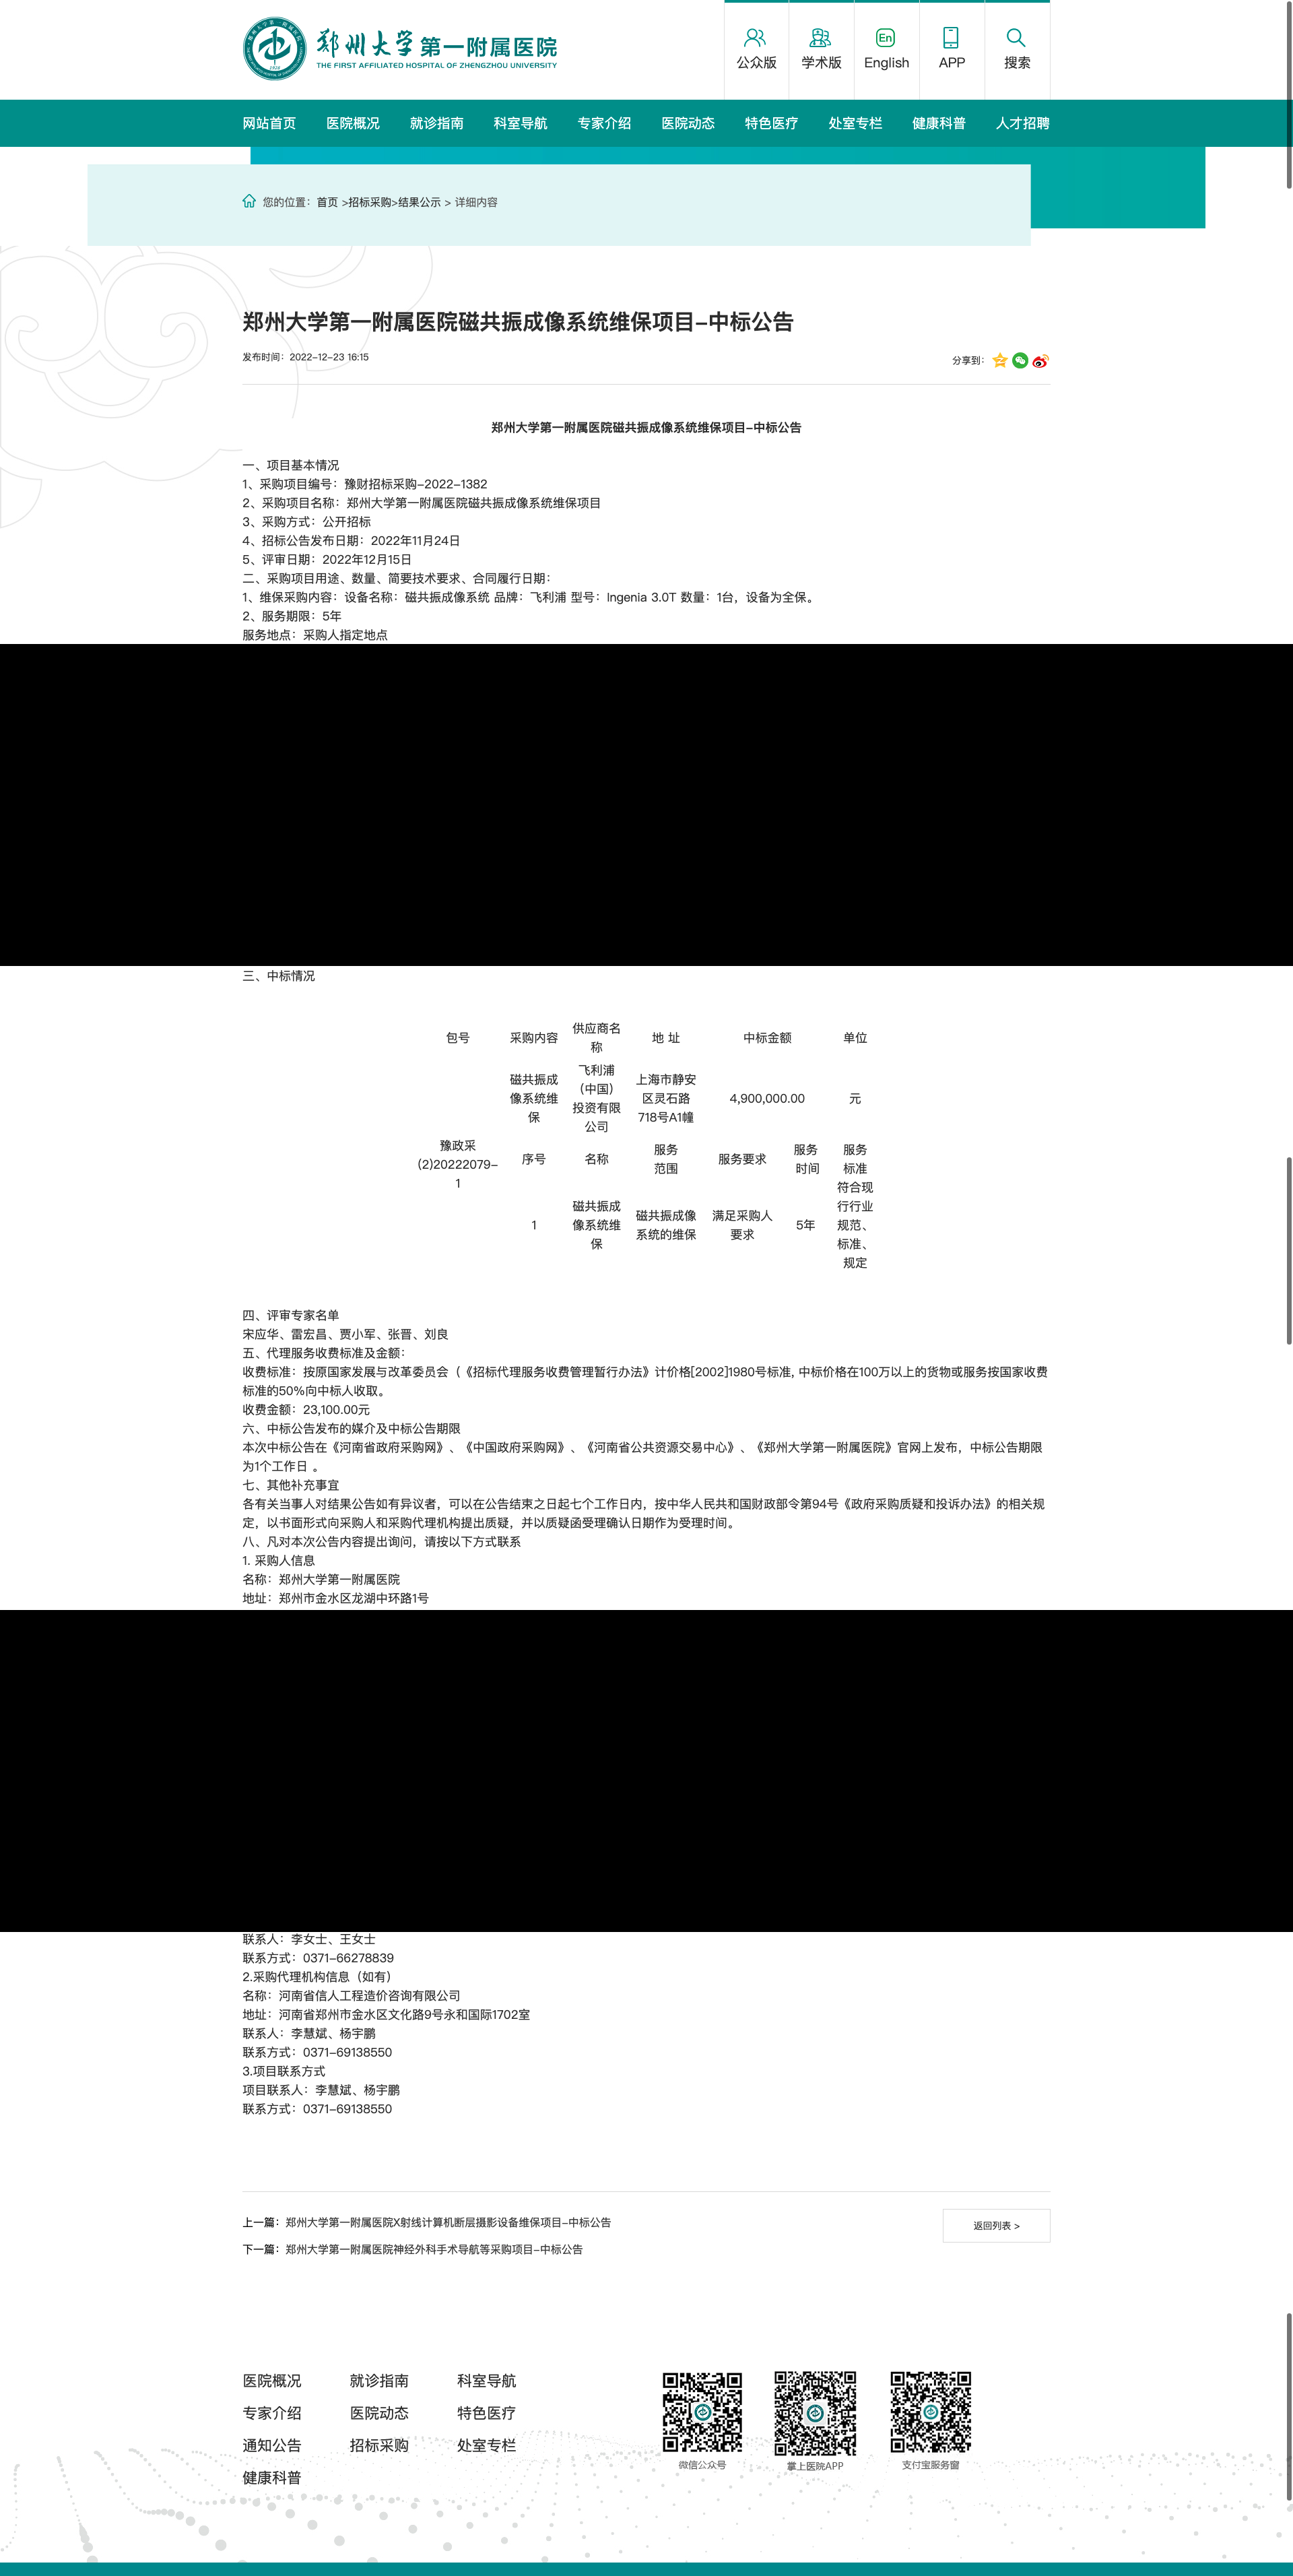 郑州大学第一附属医院
THE FIRST AFFILIATED HOSPITAL OF ZHENGZHOU UNIVERSITY
公众版 学术版 En English APP 搜索
网站首页 医院概况 就诊指南 科室导航 专家介绍 医院动态 特色医疗 处室专栏 健康科普 人才招聘
您的位置：首页 >招标采购>结果公示 > 详细内容
郑州大学第一附属医院磁共振成像系统维保项目-中标公告
发布时间：2022-12-23 16:15
分享到：
郑州大学第一附属医院磁共振成像系统维保项目-中标公告
一、项目基本情况
1、采购项目编号：豫财招标采购-2022-1382
2、采购项目名称：郑州大学第一附属医院磁共振成像系统维保项目
3、采购方式：公开招标
4、招标公告发布日期：2022年11月24日
5、评审日期：2022年12月15日
二、采购项目用途、数量、简要技术要求、合同履行日期：
1、维保采购内容：设备名称：磁共振成像系统 品牌：飞利浦 型号：Ingenia 3.0T 数量：1台，设备为全保。
2、服务期限：5年
服务地点：采购人指定地点
三、中标情况
包号 采购内容 供应商名称 地 址 中标金额 单位
豫政采(2)20222079-1
磁共振成像系统维保 飞利浦（中国）投资有限公司 上海市静安区灵石路718号A1幢 4,900,000.00 元
序号 名称 服务范围 服务要求 服务时间 服务标准
1 磁共振成像系统维保 磁共振成像系统的维保 满足采购人要求 5年 符合现行行业规范、标准、规定
四、评审专家名单
宋应华、雷宏昌、贾小军、张晋、刘良
五、代理服务收费标准及金额：
收费标准：按原国家发展与改革委员会（《招标代理服务收费管理暂行办法》计价格[2002]1980号标准, 中标价格在100万以上的货物或服务按国家收费
标准的50%向中标人收取。
收费金额：23,100.00元
六、中标公告发布的媒介及中标公告期限
本次中标公告在《河南省政府采购网》、《中国政府采购网》、《河南省公共资源交易中心》、《郑州大学第一附属医院》官网上发布，中标公告期限
为1个工作日 。
七、其他补充事宜
各有关当事人对结果公告如有异议者，可以在公告结束之日起七个工作日内，按中华人民共和国财政部令第94号《政府采购质疑和投诉办法》的相关规
定，以书面形式向采购人和采购代理机构提出质疑，并以质疑函受理确认日期作为受理时间。
八、凡对本次公告内容提出询问，请按以下方式联系
1. 采购人信息
名称：郑州大学第一附属医院
地址：郑州市金水区龙湖中环路1号
联系人：李女士、王女士
联系方式：0371-66278839
2.采购代理机构信息（如有）
名称：河南省信人工程造价咨询有限公司
地址：河南省郑州市金水区文化路9号永和国际1702室
联系人：李慧斌、杨宇鹏
联系方式：0371-69138550
3.项目联系方式
项目联系人：李慧斌、杨宇鹏
联系方式：0371-69138550
上一篇：郑州大学第一附属医院X射线计算机断层摄影设备维保项目-中标公告
返回列表 >
下一篇：郑州大学第一附属医院神经外科手术导航等采购项目-中标公告
医院概况 就诊指南 科室导航
专家介绍 医院动态 特色医疗
通知公告 招标采购 处室专栏
健康科普
微信公众号 掌上医院APP 支付宝服务窗